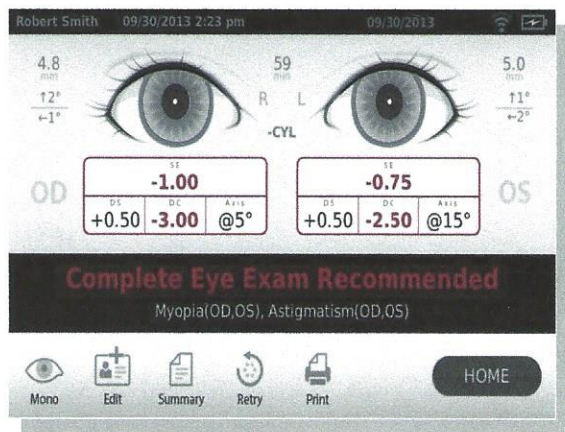 Robert Smith 09/30/2013 2:23 pm 09/30/2013
4.8 59 5.0
mm mm mm
↑2° R L ↑1°
←1° ←2°
-CYL
OD OS
SE SE
-1.00 -0.75
DS DC Axis DS DC Axis
+0.50 -3.00 @5° +0.50 -2.50 @15°
Complete Eye Exam Recommended
Myopia(OD,OS), Astigmatism(OD,OS)
Mono Edit Summary Retry Print HOME